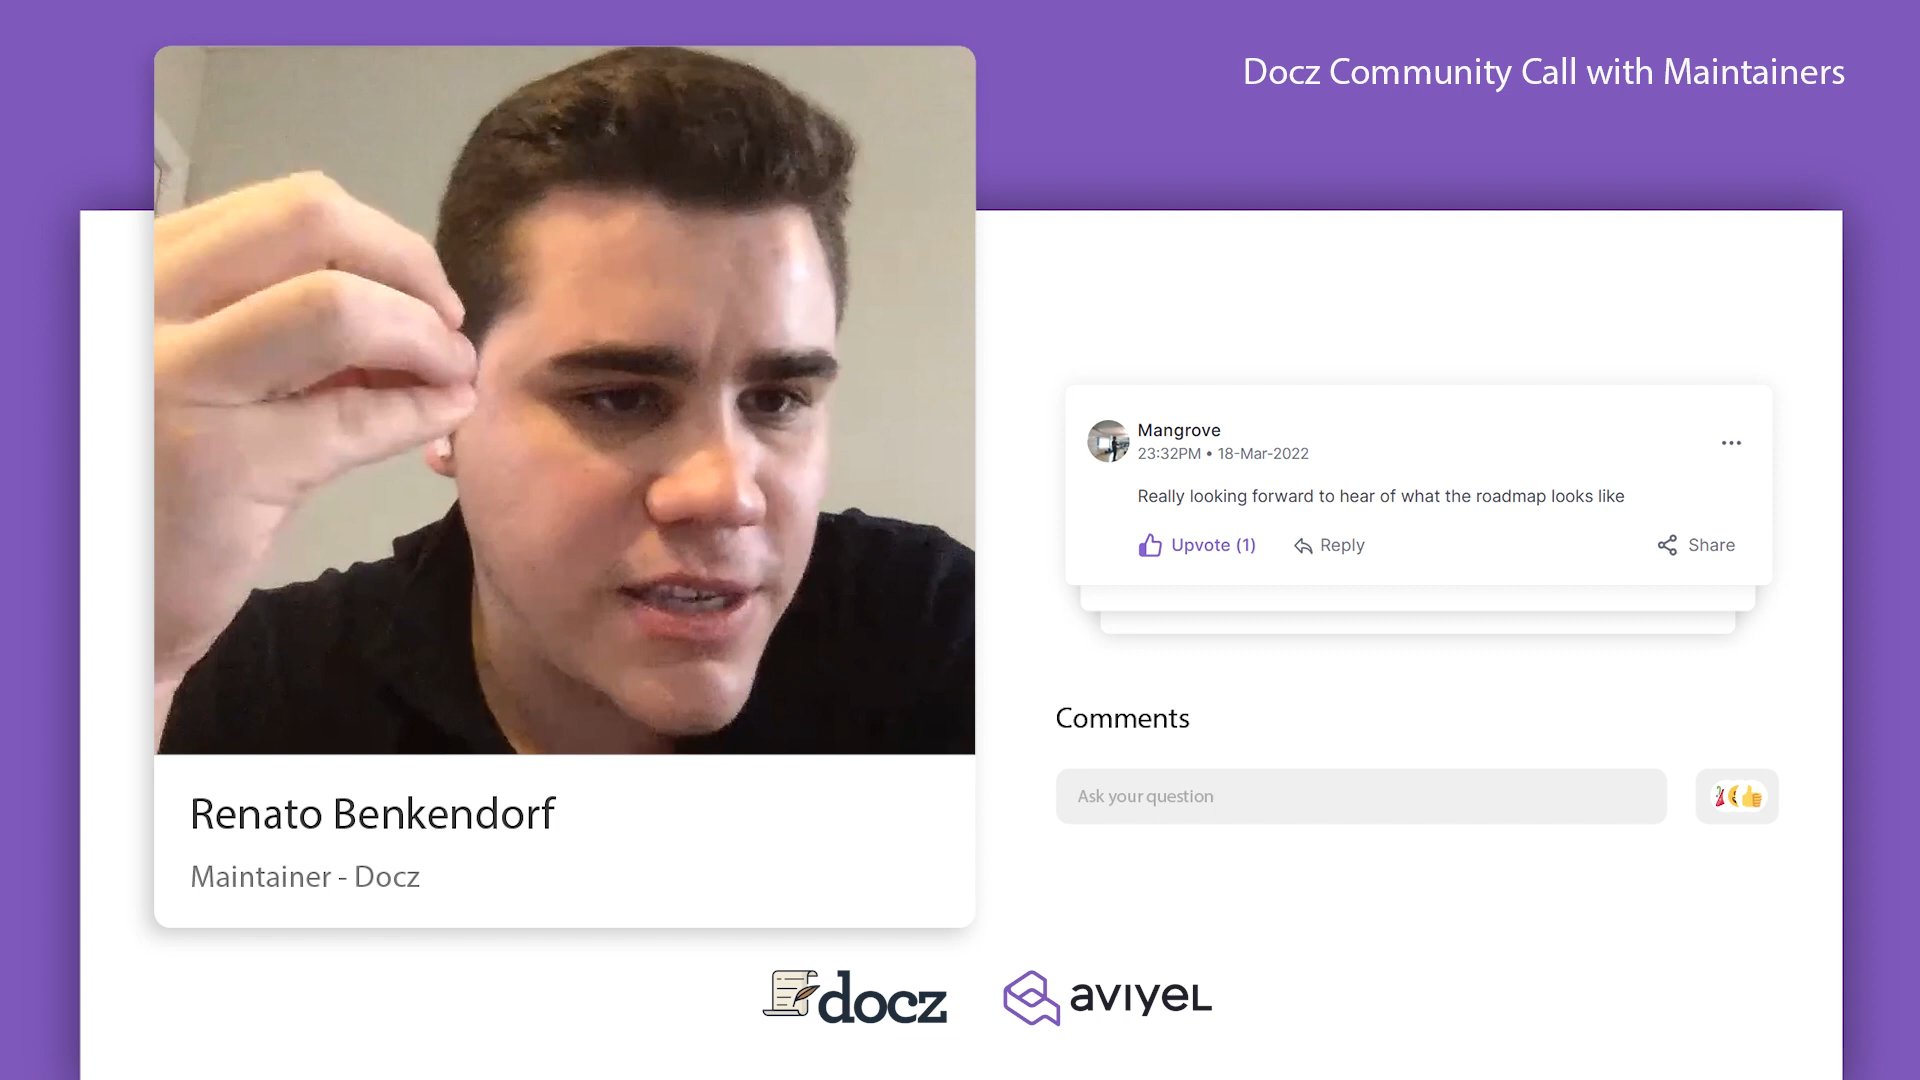 Docz Community Call with Maintainers
Renato Benkendorf
Maintainer - Docz
Mangrove
23:32PM • 18-Mar-2022
Really looking forward to hear of what the roadmap looks like
Upvote (1) Reply Share
Comments
Ask your question
docz
aviyel